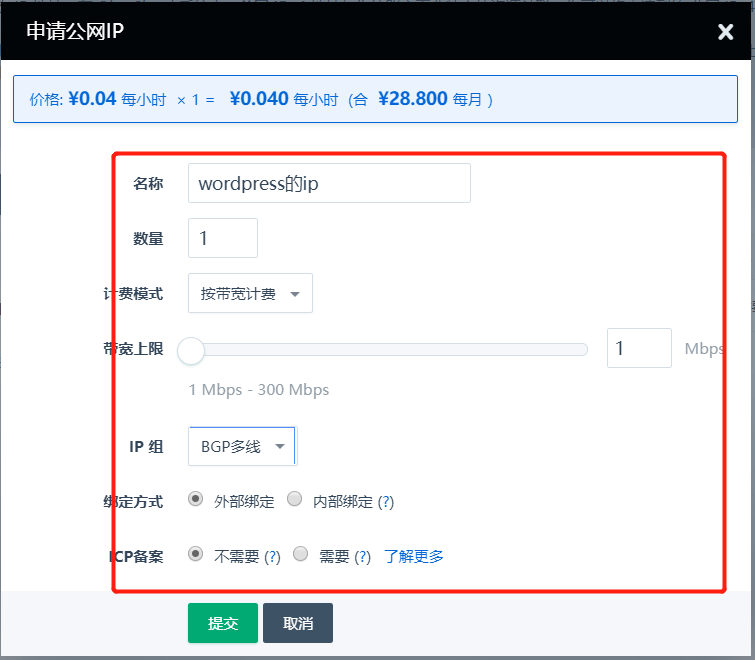 申请公网IP
价格: ¥0.04 每小时 × 1 = ¥0.040 每小时 (合 ¥28.800 每月 )
名称 wordpress的ip
数量 1
计费模式 按带宽计费
带宽上限 1 Mbps
1 Mbps - 300 Mbps
IP 组 BGP多线
绑定方式 外部绑定 内部绑定 (?)
ICP备案 不需要 (?) 需要 (?) 了解更多
提交 取消